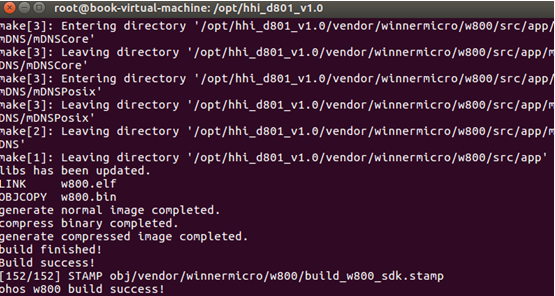 root@book-virtual-machine: /opt/hhi_d801_v1.0
make[3]: Entering directory '/opt/hhi_d801_v1.0/vendor/winnermicro/w800/src/app/
mDNS/mDNSCore'
make[3]: Leaving directory '/opt/hhi_d801_v1.0/vendor/winnermicro/w800/src/app/m
DNS/mDNSCore'
make[3]: Entering directory '/opt/hhi_d801_v1.0/vendor/winnermicro/w800/src/app/
mDNS/mDNSPosix'
make[3]: Leaving directory '/opt/hhi_d801_v1.0/vendor/winnermicro/w800/src/app/m
DNS/mDNSPosix'
make[2]: Leaving directory '/opt/hhi_d801_v1.0/vendor/winnermicro/w800/src/app/m
DNS'
make[1]: Leaving directory '/opt/hhi_d801_v1.0/vendor/winnermicro/w800/src/app'
libs has been updated.
LINK w800.elf
OBJCOPY w800.bin
generate normal image completed.
compress binary completed.
generate compressed image completed.
build finished!
Build success!
[152/152] STAMP obj/vendor/winnermicro/w800/build_w800_sdk.stamp
ohos w800 build success!